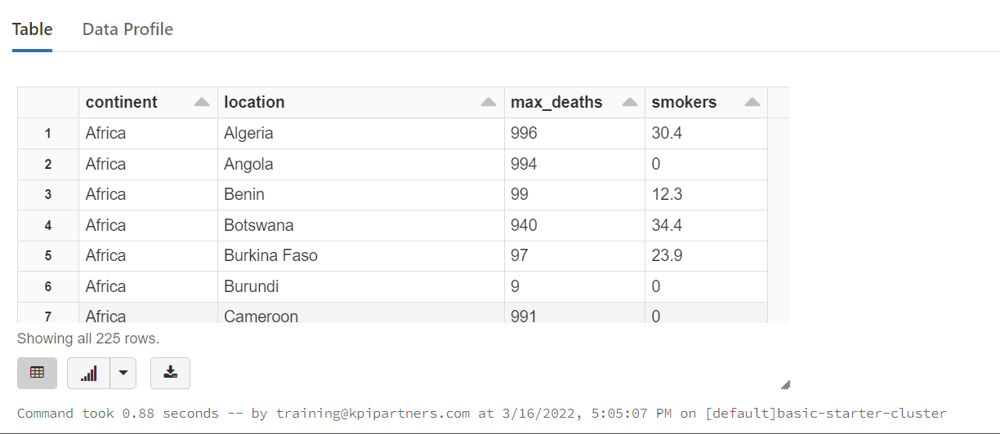 Table Data Profile
continent location max_deaths smokers
1 Africa Algeria 996 30.4
2 Africa Angola 994 0
3 Africa Benin 99 12.3
4 Africa Botswana 940 34.4
5 Africa Burkina Faso 97 23.9
6 Africa Burundi 9 0
7 Africa Cameroon 991 0
Showing all 225 rows.
Command took 0.88 seconds -- by training@kpipartners.com at 3/16/2022, 5:05:07 PM on [default]basic-starter-cluster